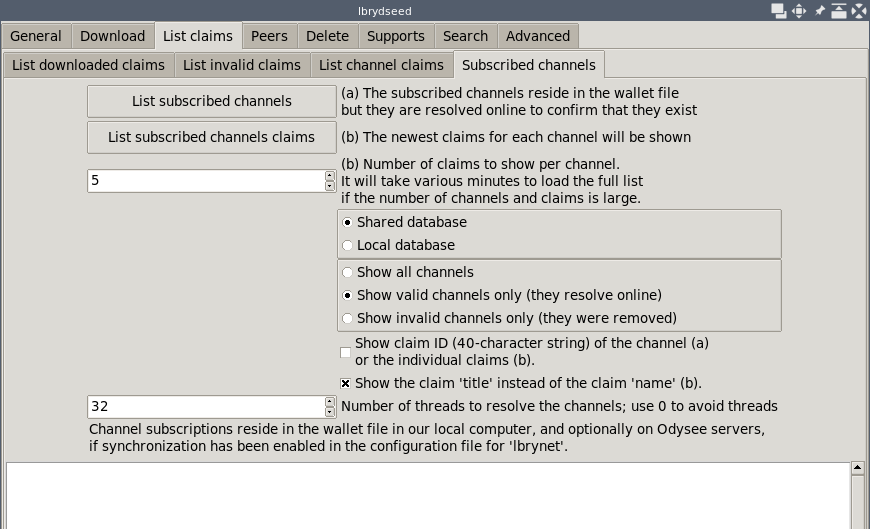 lbrydseed
General Download List claims Peers Delete Supports Search Advanced
List downloaded claims List invalid claims List channel claims Subscribed channels
List subscribed channels
(a) The subscribed channels reside in the wallet file
but they are resolved online to confirm that they exist
List subscribed channels claims
(b) The newest claims for each channel will be shown
5
(b) Number of claims to show per channel.
It will take various minutes to load the full list
if the number of channels and claims is large.
Shared database
Local database
Show all channels
Show valid channels only (they resolve online)
Show invalid channels only (they were removed)
Show claim ID (40-character string) of the channel (a)
or the individual claims (b).
Show the claim 'title' instead of the claim 'name' (b).
32
Number of threads to resolve the channels; use 0 to avoid threads
Channel subscriptions reside in the wallet file in our local computer, and optionally on Odysee servers,
if synchronization has been enabled in the configuration file for 'lbrynet'.